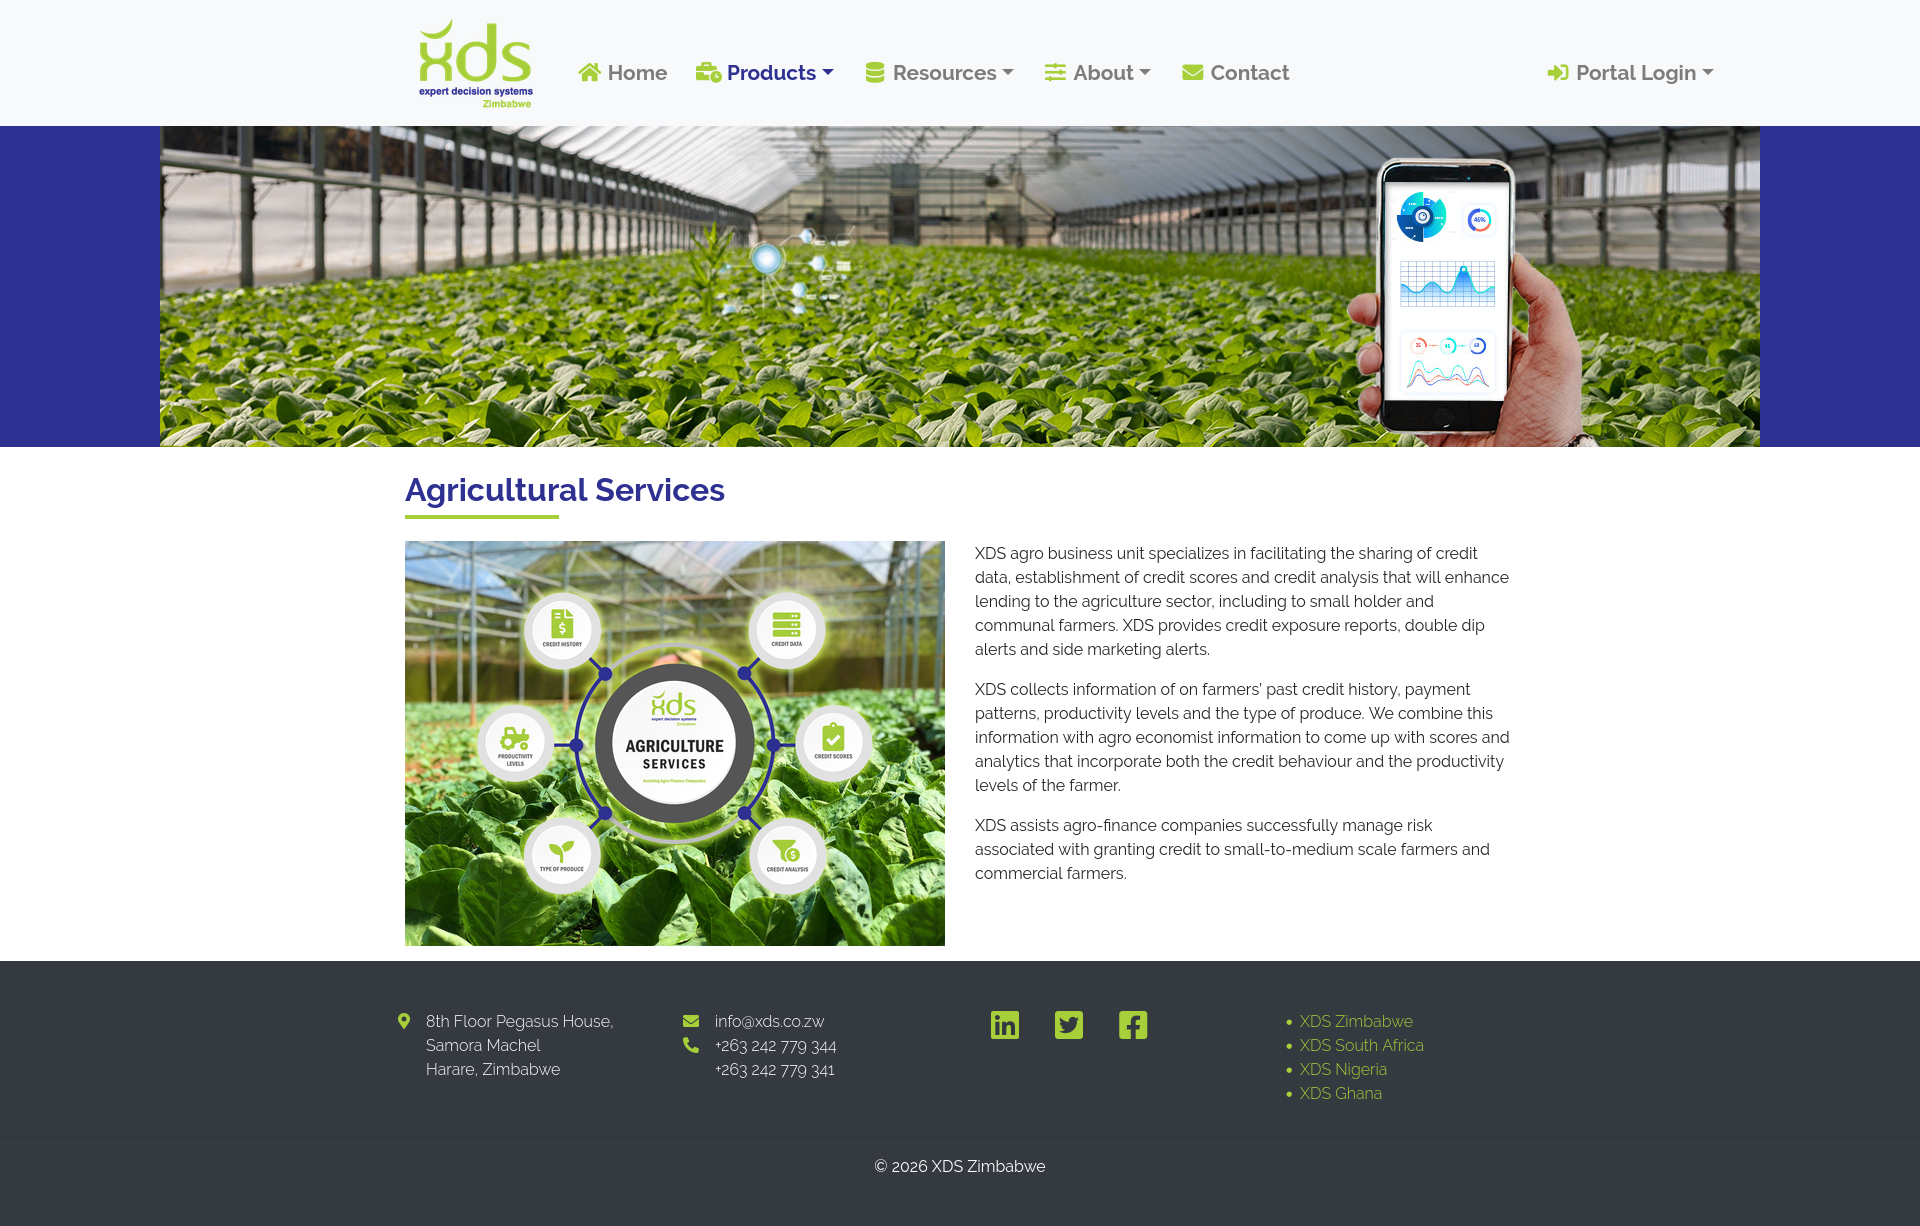 xds
expert decision systems
Zimbabwe
Home
Products
Resources
About
Contact
Portal Login
46%
Agricultural Services
CREDIT HISTORY
CREDIT DATA
xds
expert decision systems
Zimbabwe
AGRICULTURE
SERVICES
Assisting Agro-Finance Companies
PRODUCTIVITY
LEVELS
CREDIT SCORES
TYPE OF PRODUCE
CREDIT ANALYSIS
XDS agro business unit specializes in facilitating the sharing of credit
data, establishment of credit scores and credit analysis that will enhance
lending to the agriculture sector, including to small holder and
communal farmers. XDS provides credit exposure reports, double dip
alerts and side marketing alerts.
XDS collects information of on farmers’ past credit history, payment
patterns, productivity levels and the type of produce. We combine this
information with agro economist information to come up with scores and
analytics that incorporate both the credit behaviour and the productivity
levels of the farmer.
XDS assists agro-finance companies successfully manage risk
associated with granting credit to small-to-medium scale farmers and
commercial farmers.
8th Floor Pegasus House,
Samora Machel
Harare, Zimbabwe
info@xds.co.zw
+263 242 779 344
+263 242 779 341
• XDS Zimbabwe
• XDS South Africa
• XDS Nigeria
• XDS Ghana
© 2026 XDS Zimbabwe